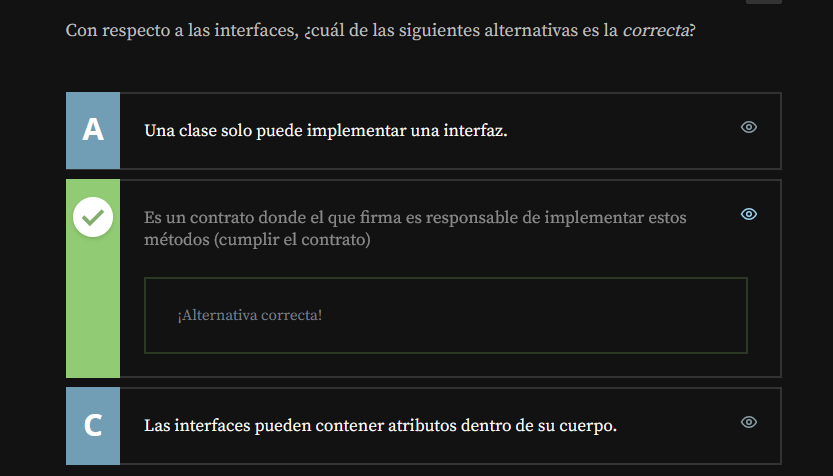 Con respecto a las interfaces, ¿cuál de las siguientes alternativas es la correcta?
A
Una clase solo puede implementar una interfaz.
Es un contrato donde el que firma es responsable de implementar estos
métodos (cumplir el contrato)
¡Alternativa correcta!
C
Las interfaces pueden contener atributos dentro de su cuerpo.